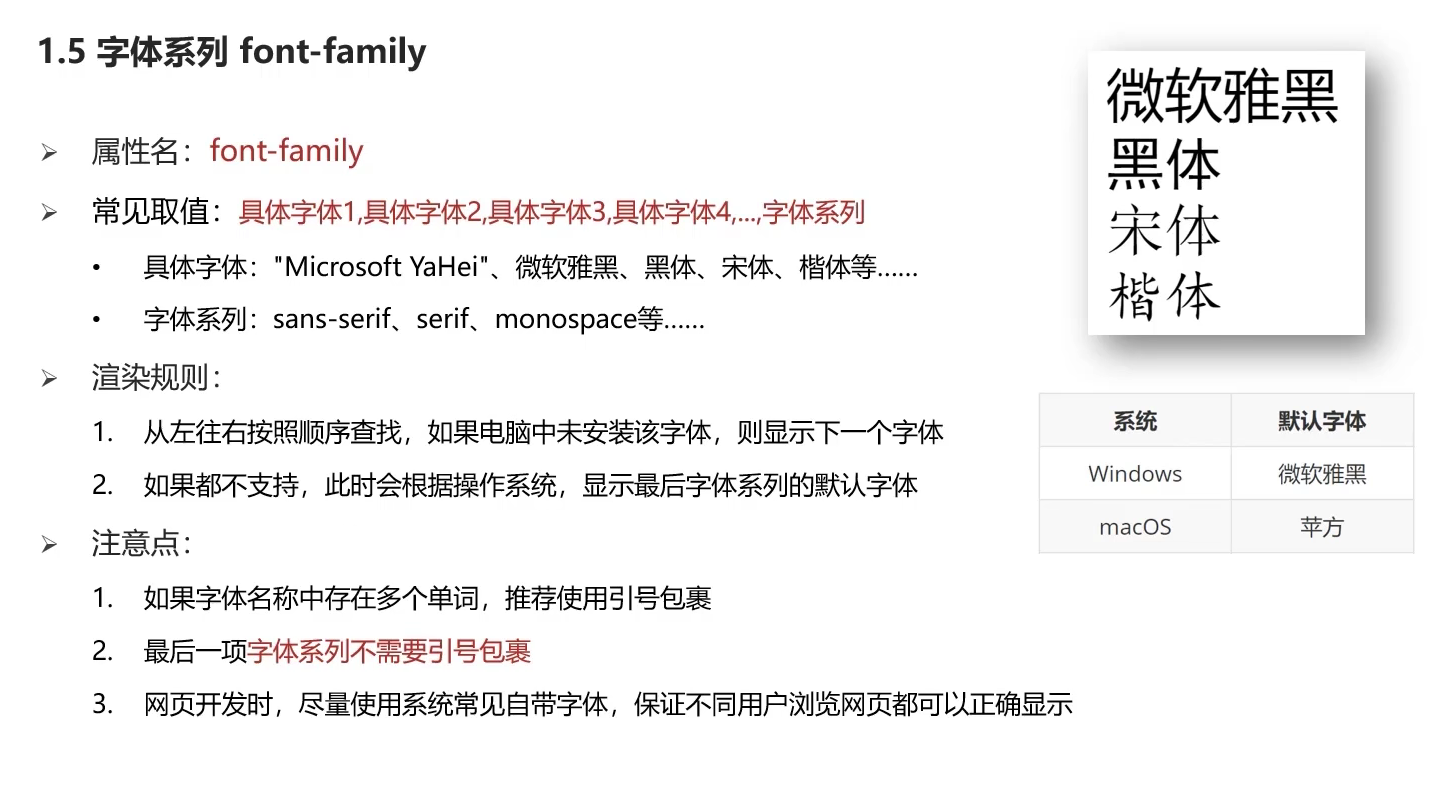 1.5 字体系列 font-family
➢ 属性名：font-family
➢ 常见取值：具体字体1,具体字体2,具体字体3,具体字体4,...,字体系列
• 具体字体："Microsoft YaHei"、微软雅黑、黑体、宋体、楷体等……
• 字体系列：sans-serif、serif、monospace等……
➢ 渲染规则：
1. 从左往右按照顺序查找，如果电脑中未安装该字体，则显示下一个字体
2. 如果都不支持，此时会根据操作系统，显示最后字体系列的默认字体
➢ 注意点：
1. 如果字体名称中存在多个单词，推荐使用引号包裹
2. 最后一项字体系列不需要引号包裹
3. 网页开发时，尽量使用系统常见自带字体，保证不同用户浏览网页都可以正确显示
微软雅黑
黑体
宋体
楷体
系统 默认字体
Windows 微软雅黑
macOS 苹方